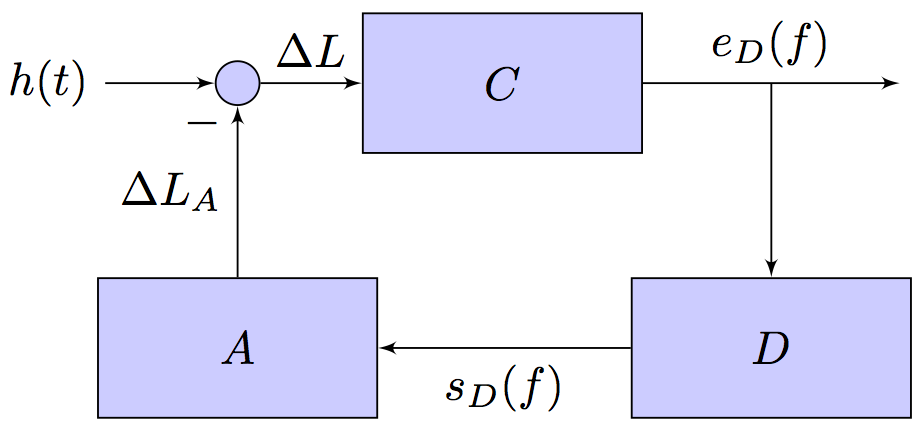 h(t)
ΔL
C
e_D(f)
−
ΔL_A
A
s_D(f)
D